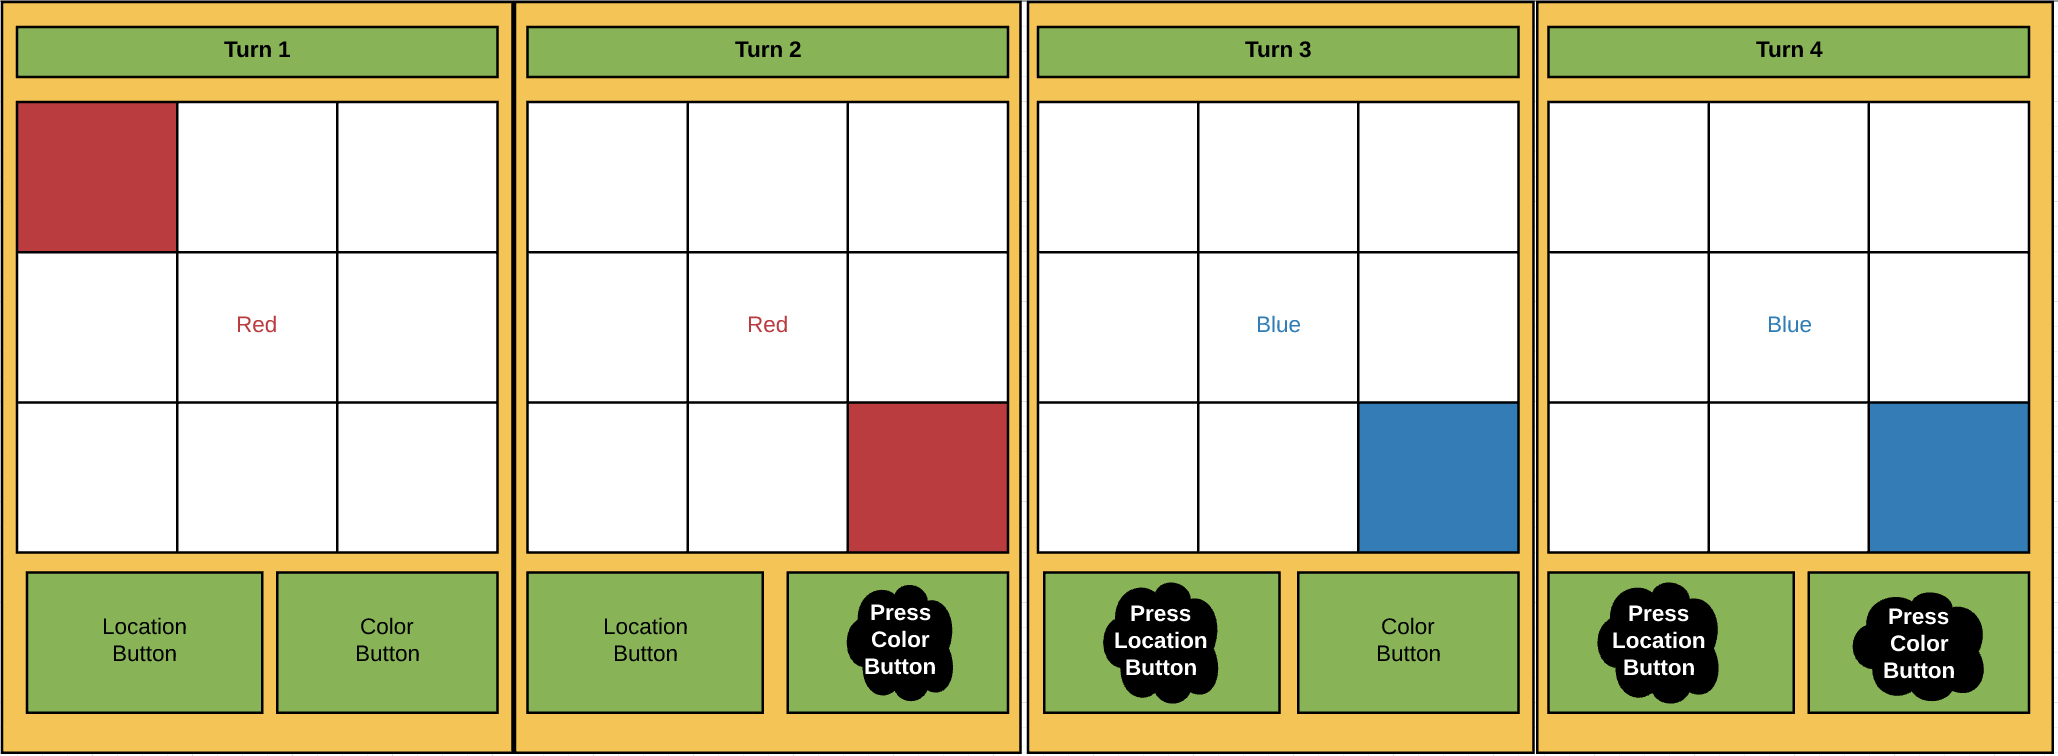 Turn 1
Red
Location
Button
Color
Button
Turn 2
Red
Location
Button
Press
Color
Button
Turn 3
Blue
Press
Location
Button
Color
Button
Turn 4
Blue
Press
Location
Button
Press
Color
Button